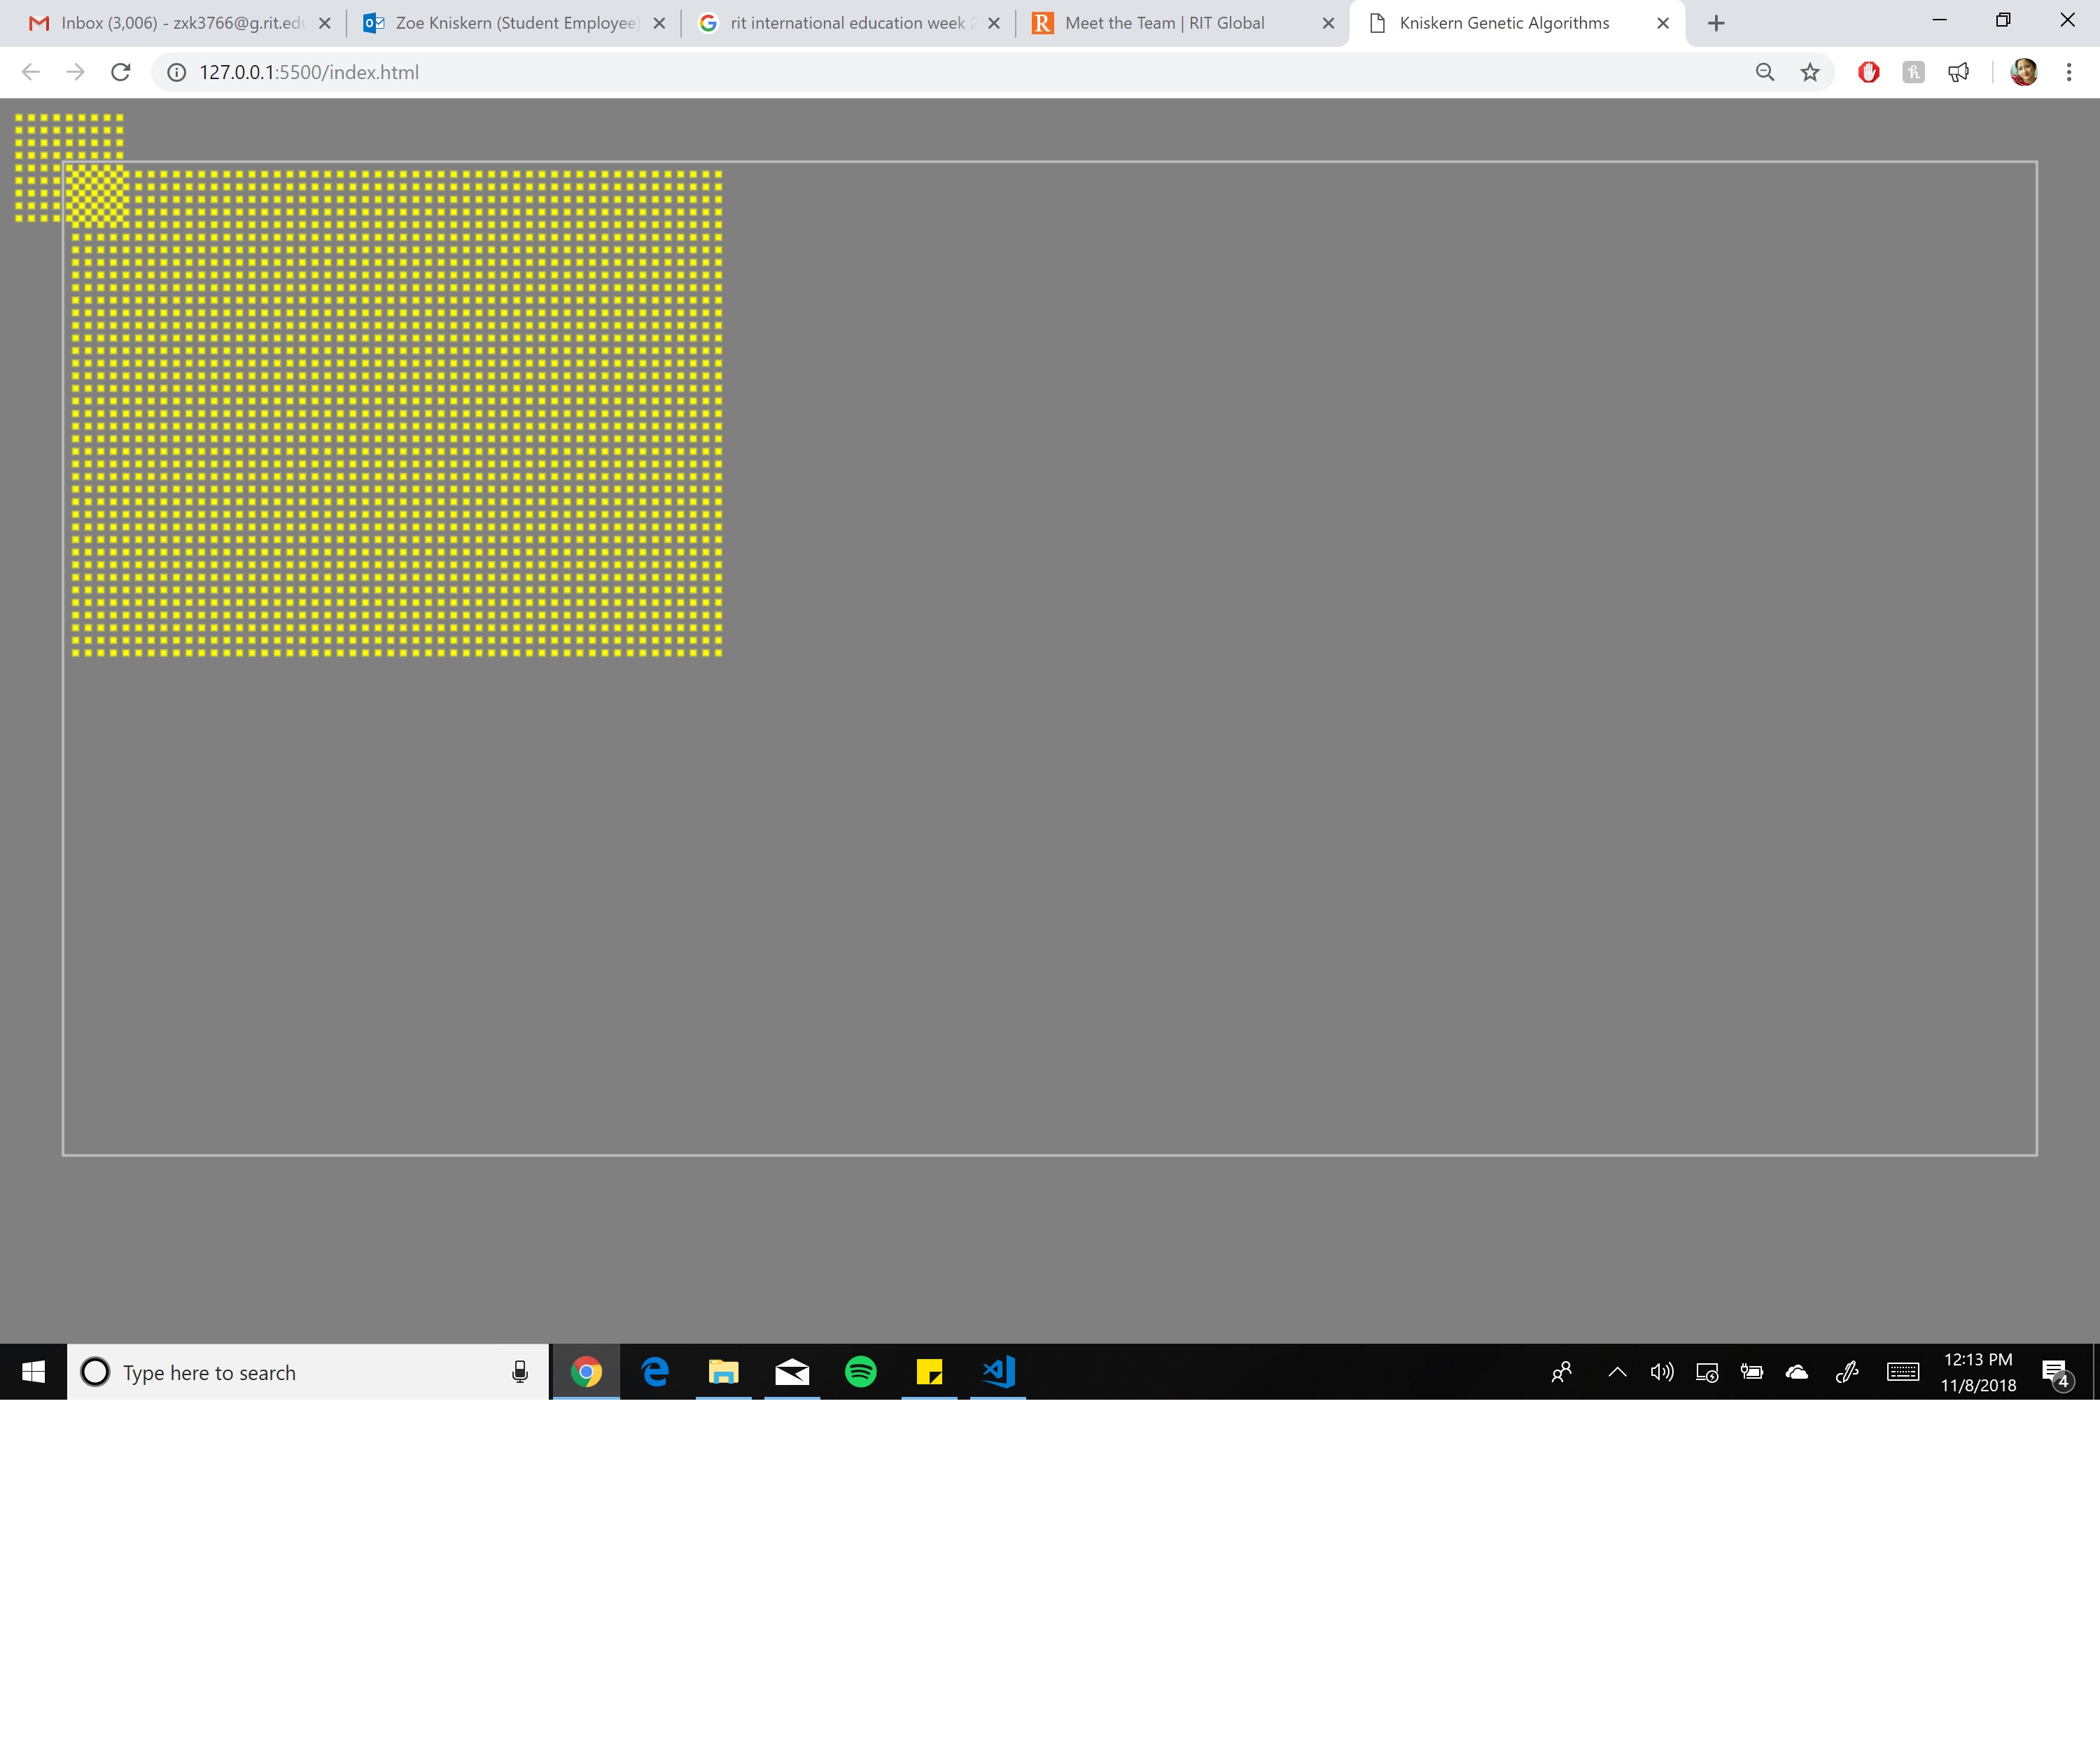 Inbox (3,006) - zxk3766@g.rit.edu
Zoe Kniskern (Student Employee)
rit international education week 2
Meet the Team | RIT Global
Kniskern Genetic Algorithms
127.0.0.1:5500/index.html
Type here to search
12:13 PM
11/8/2018
4